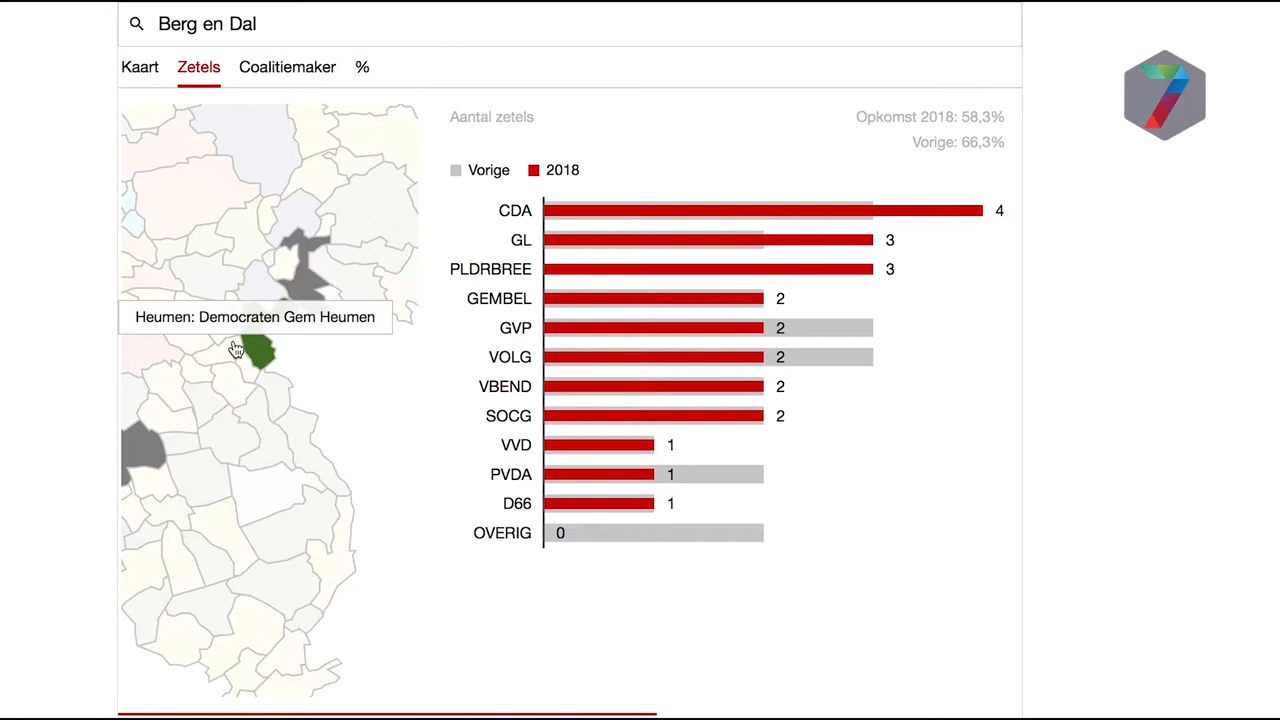 Berg en Dal
Kaart Zetels Coalitiemaker %
Aantal zetels
Opkomst 2018: 58,3%
Vorige: 66,3%
Vorige 2018
CDA 4
GL 3
PLDRBREE 3
GEMBEL 2
GVP 2
VOLG 2
VBEND 2
SOCG 2
VVD 1
PVDA 1
D66 1
OVERIG 0
Heumen: Democraten Gem Heumen
7